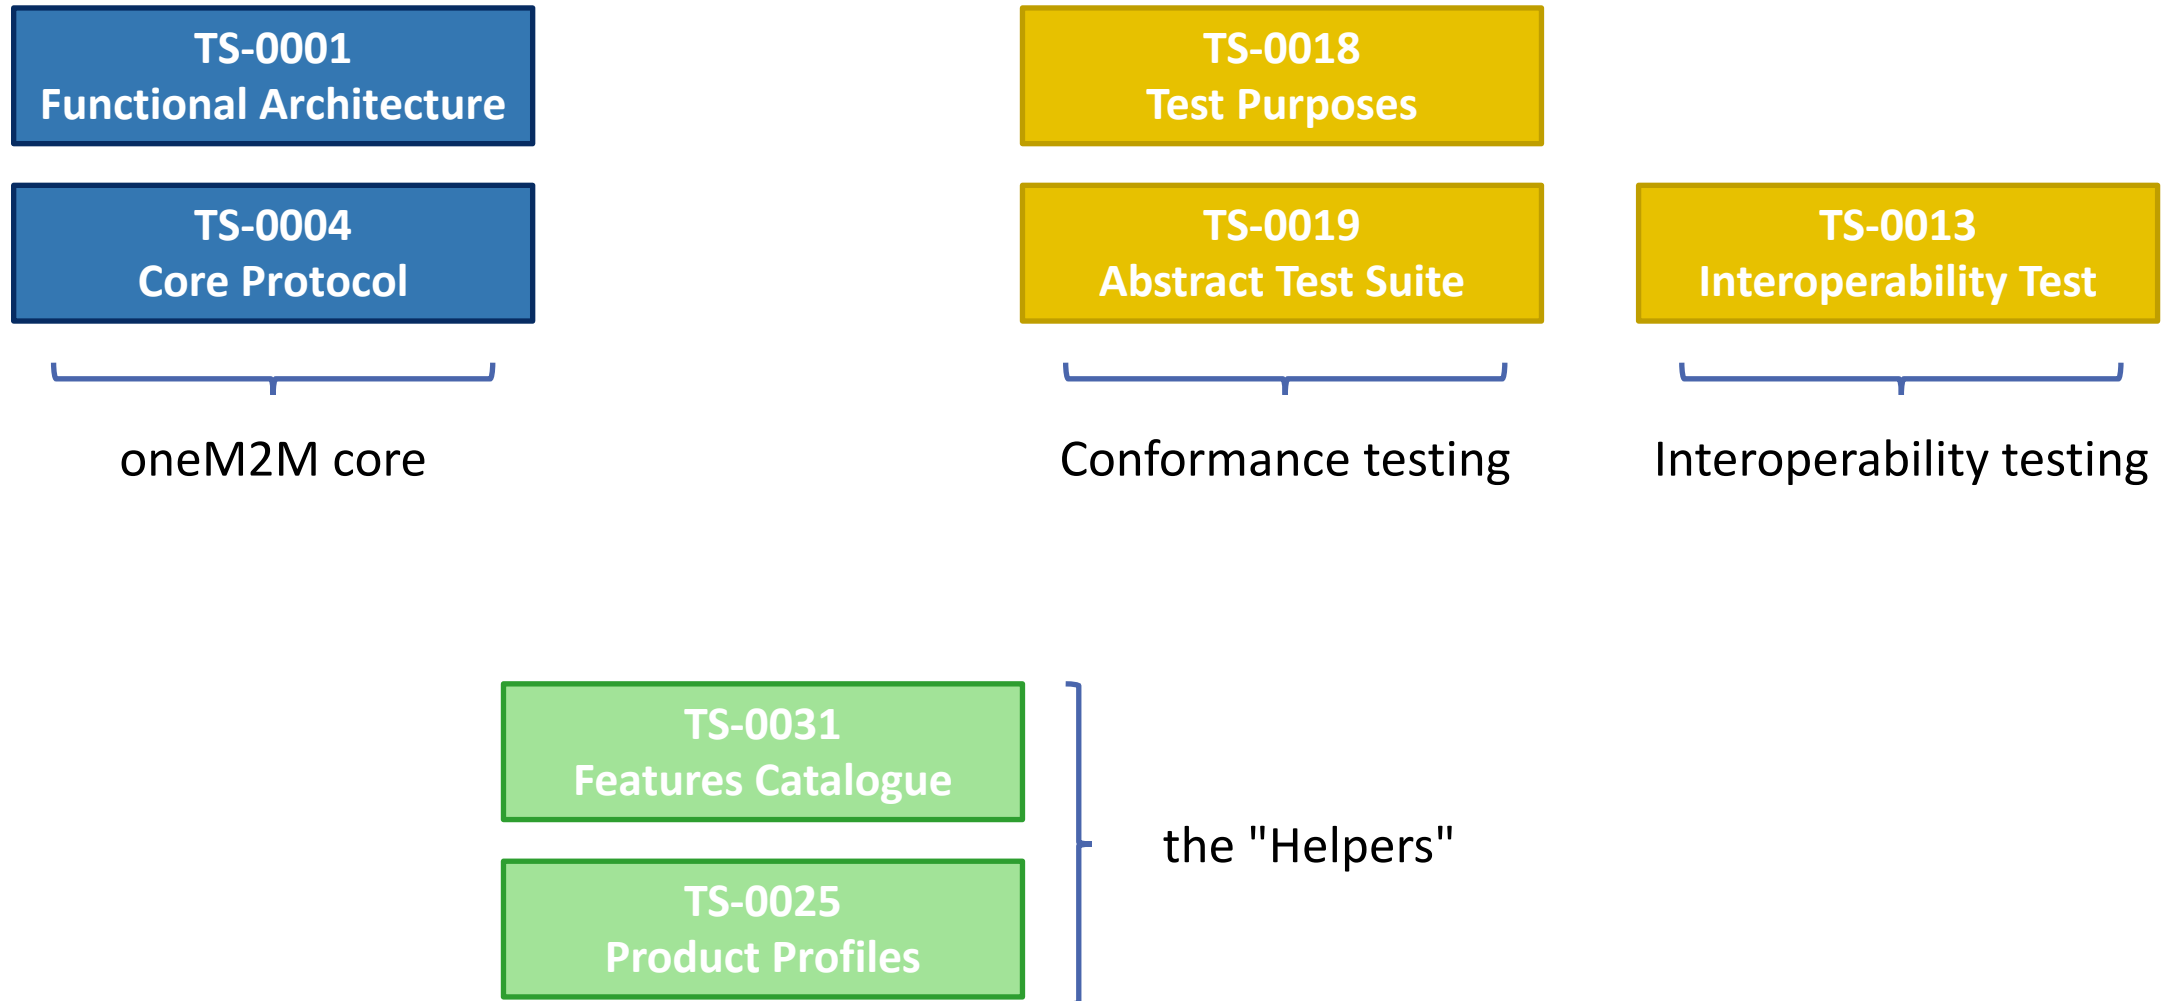 TS-0001
Functional Architecture
TS-0018
Test Purposes
TS-0004
Core Protocol
TS-0019
Abstract Test Suite
TS-0013
Interoperability Test
oneM2M core
Conformance testing
Interoperability testing
TS-0031
Features Catalogue
the "Helpers"
TS-0025
Product Profiles